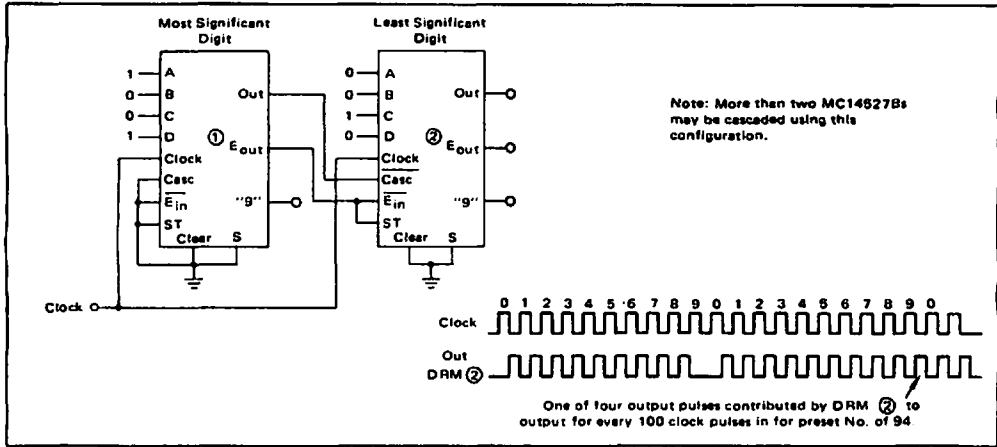 Most Significant
Digit
Least Significant
Digit
1 A
0 B
0 C
1 D
①
Clock
Casc
Ein
ST
Clear S
Out
Eout
"9"
0 A
0 B
1 C
0 D
②
Clock
Casc
Ein
ST
Clear S
Out
Eout
"9"
Note: More than two MC14527Bs
may be cascaded using this
configuration.
Clock
0 1 2 3 4 5 6 7 8 9 0 1 2 3 4 5 6 7 8 9 0
Clock
Out
DRM ②
One of four output pulses contributed by DRM ② to
output for every 100 clock pulses in for preset No. of 94